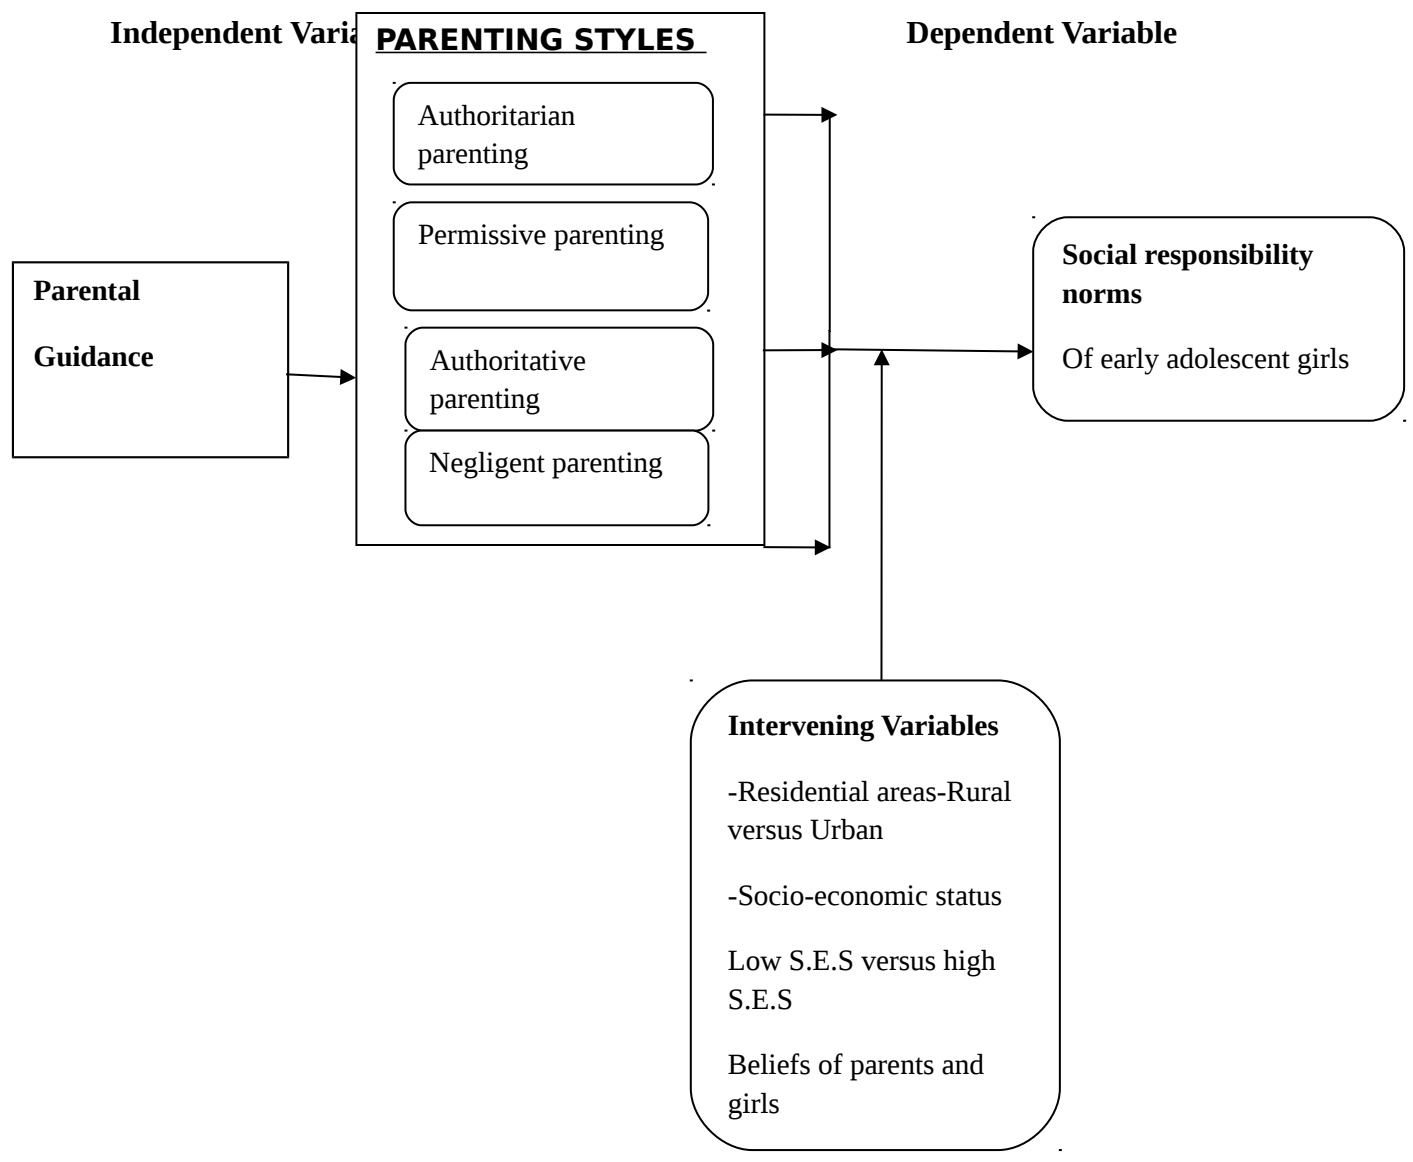 Independent Varia
PARENTING STYLES
Dependent Variable
Authoritarian
parenting
Permissive parenting
Authoritative
parenting
Negligent parenting
Parental
Guidance
Social responsibility
norms
Of early adolescent girls
Intervening Variables
-Residential areas-Rural
versus Urban
-Socio-economic status
Low S.E.S versus high
S.E.S
Beliefs of parents and
girls